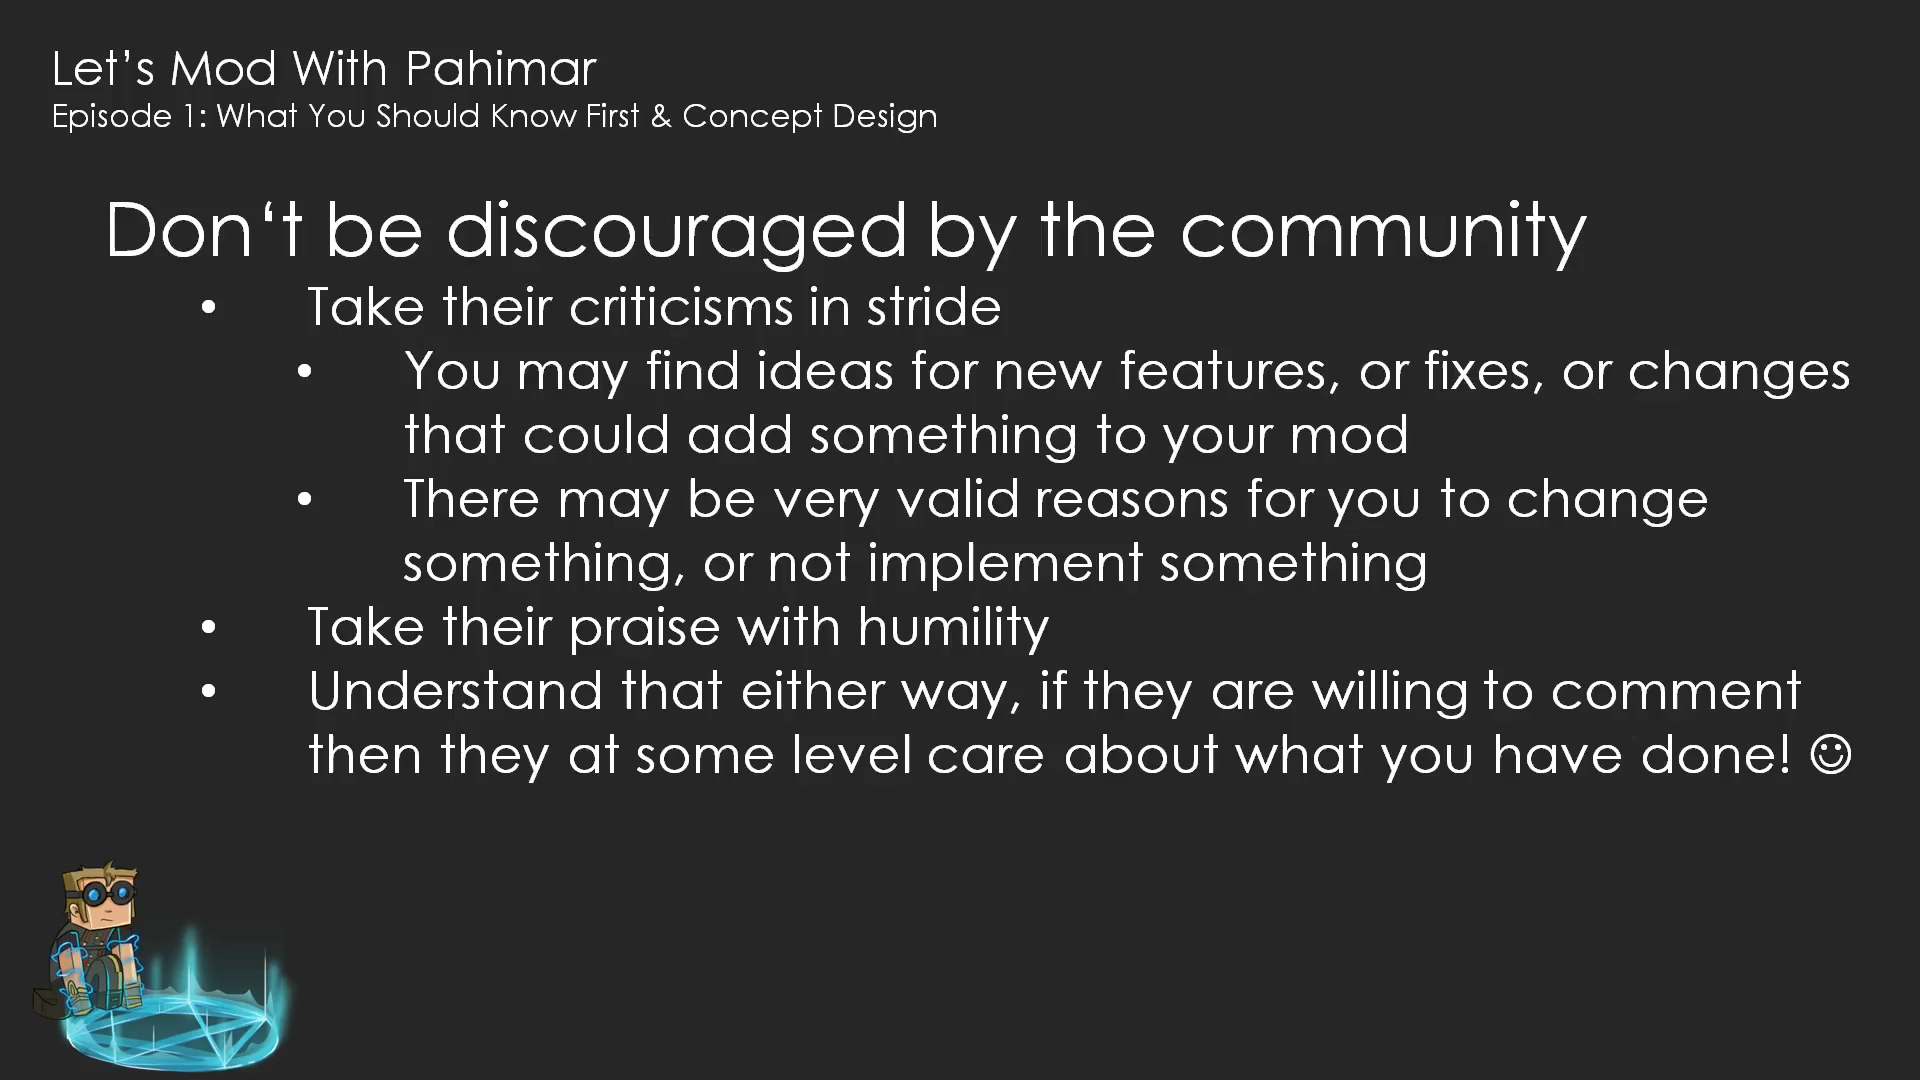 Let’s Mod With Pahimar
Episode 1: What You Should Know First & Concept Design
Don‘t be discouraged by the community
• Take their criticisms in stride
• You may find ideas for new features, or fixes, or changes
that could add something to your mod
• There may be very valid reasons for you to change
something, or not implement something
• Take their praise with humility
• Understand that either way, if they are willing to comment
then they at some level care about what you have done! ☺